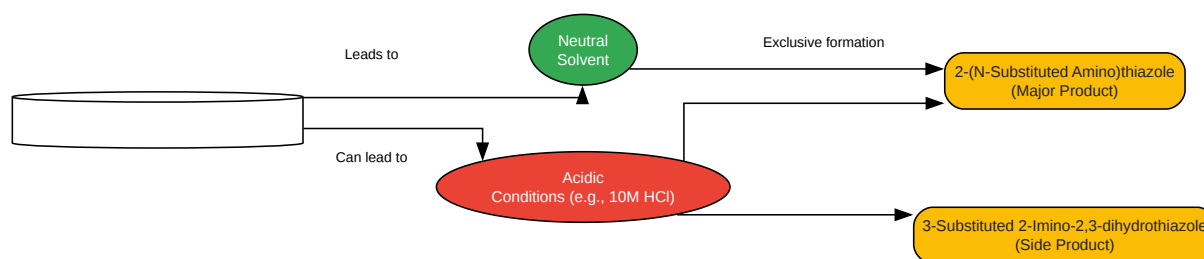 Leads to
Neutral
Solvent
Exclusive formation
2-(N-Substituted Amino)thiazole
(Major Product)
Can lead to
Acidic
Conditions (e.g., 10M HCl)
3-Substituted 2-Imino-2,3-dihydrothiazole
(Side Product)